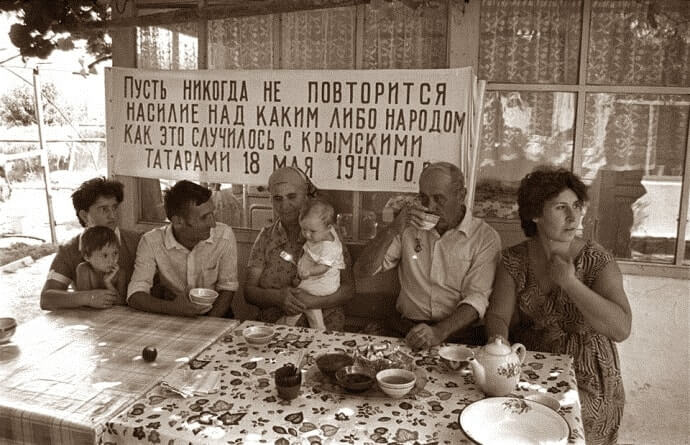 ПУСТЬ НИКОГДА НЕ ПОВТОРИТСЯ
НАСИЛИЕ НАД КАКИМ ЛИБО НАРОДОМ
КАК ЭТО СЛУЧИЛОСЬ С КРЫМСКИМИ
ТАТАРАМИ 18 МАЯ 1944 ГО